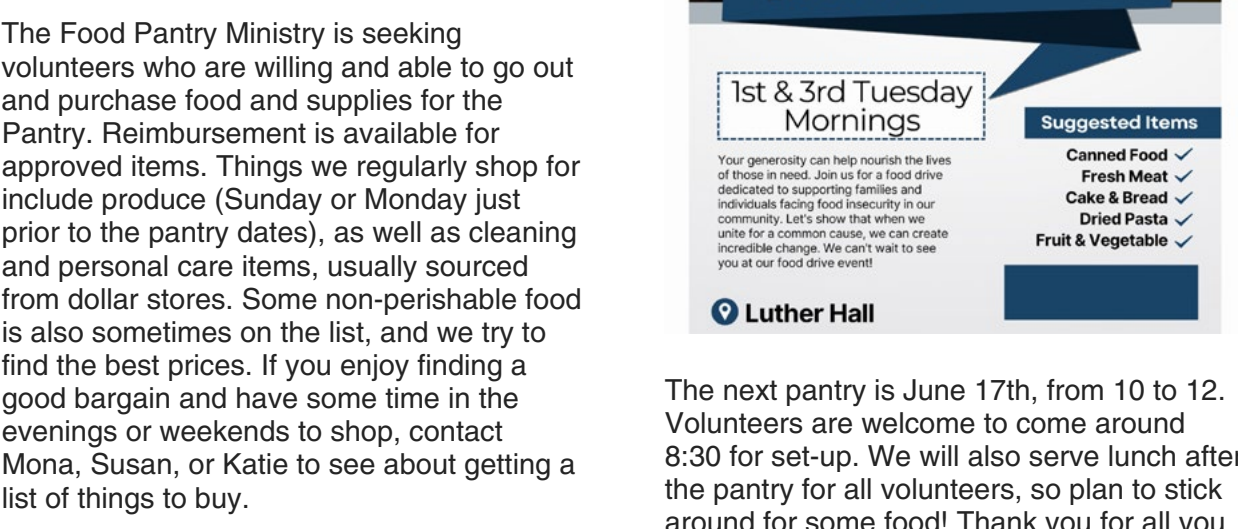 The Food Pantry Ministry is seeking
volunteers who are willing and able to go out
and purchase food and supplies for the
Pantry. Reimbursement is available for
approved items. Things we regularly shop for
include produce (Sunday or Monday just
prior to the pantry dates), as well as cleaning
and personal care items, usually sourced
from dollar stores. Some non-perishable food
is also sometimes on the list, and we try to
find the best prices. If you enjoy finding a
good bargain and have some time in the
evenings or weekends to shop, contact
Mona, Susan, or Katie to see about getting a
list of things to buy.
1st & 3rd Tuesday
Mornings
Your generosity can help nourish the lives
of those in need. Join us for a food drive
dedicated to supporting families and
individuals facing food insecurity in our
community. Let's show that when we
unite for a common cause, we can create
incredible change. We can't wait to see
you at our food drive event!
Luther Hall
Suggested Items
Canned Food
Fresh Meat
Cake & Bread
Dried Pasta
Fruit & Vegetable
The next pantry is June 17th, from 10 to 12.
Volunteers are welcome to come around
8:30 for set-up. We will also serve lunch after
the pantry for all volunteers, so plan to stick
around for some food! Thank you for all you